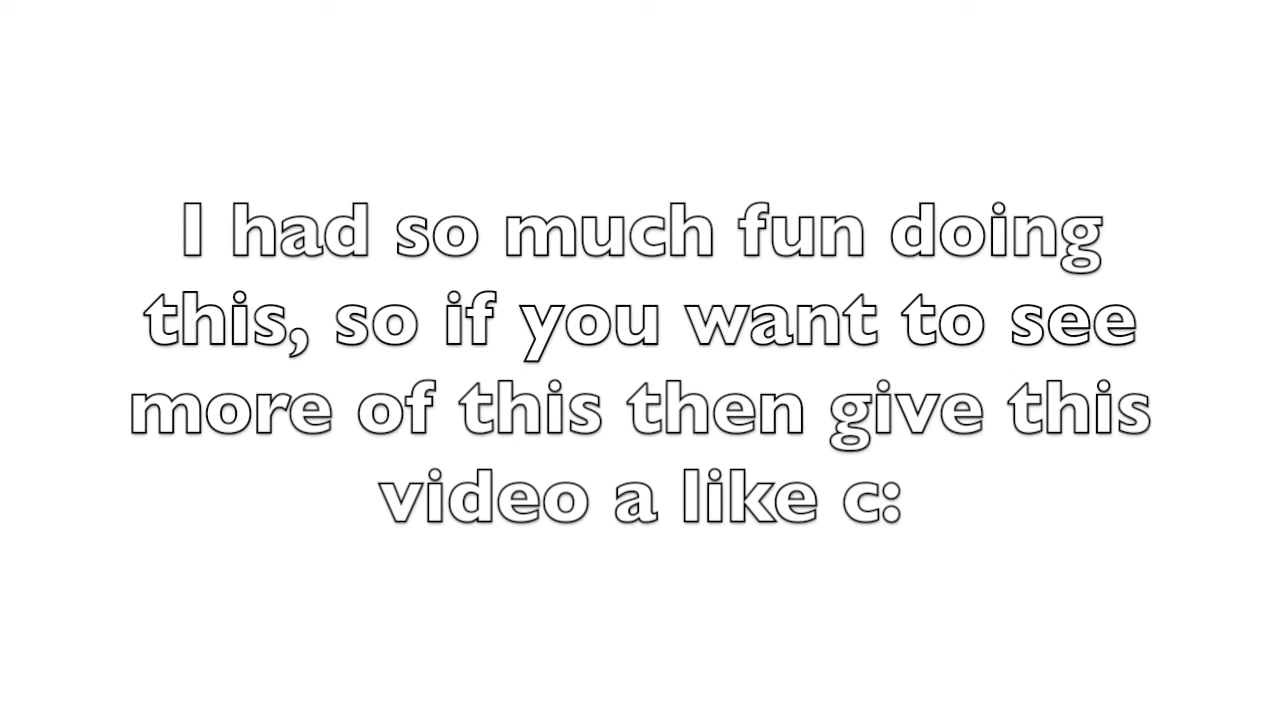 I had so much fun doing
this, so if you want to see
more of this then give this
video a like c: